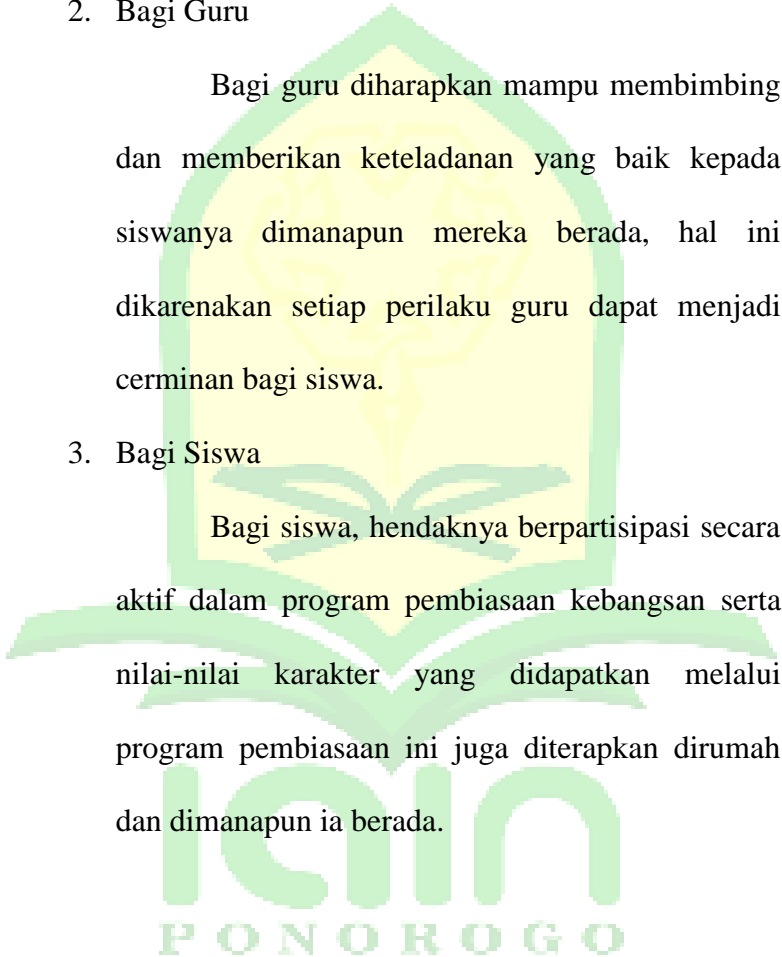 2. Bagi Guru
Bagi guru diharapkan mampu membimbing
dan memberikan keteladanan yang baik kepada
siswanya dimanapun mereka berada, hal ini
dikarenakan setiap perilaku guru dapat menjadi
cerminan bagi siswa.
3. Bagi Siswa
Bagi siswa, hendaknya berpartisipasi secara
aktif dalam program pembiasaan kebangsan serta
nilai-nilai karakter yang didapatkan melalui
program pembiasaan ini juga diterapkan dirumah
dan dimanapun ia berada.
iain
PONOROGO